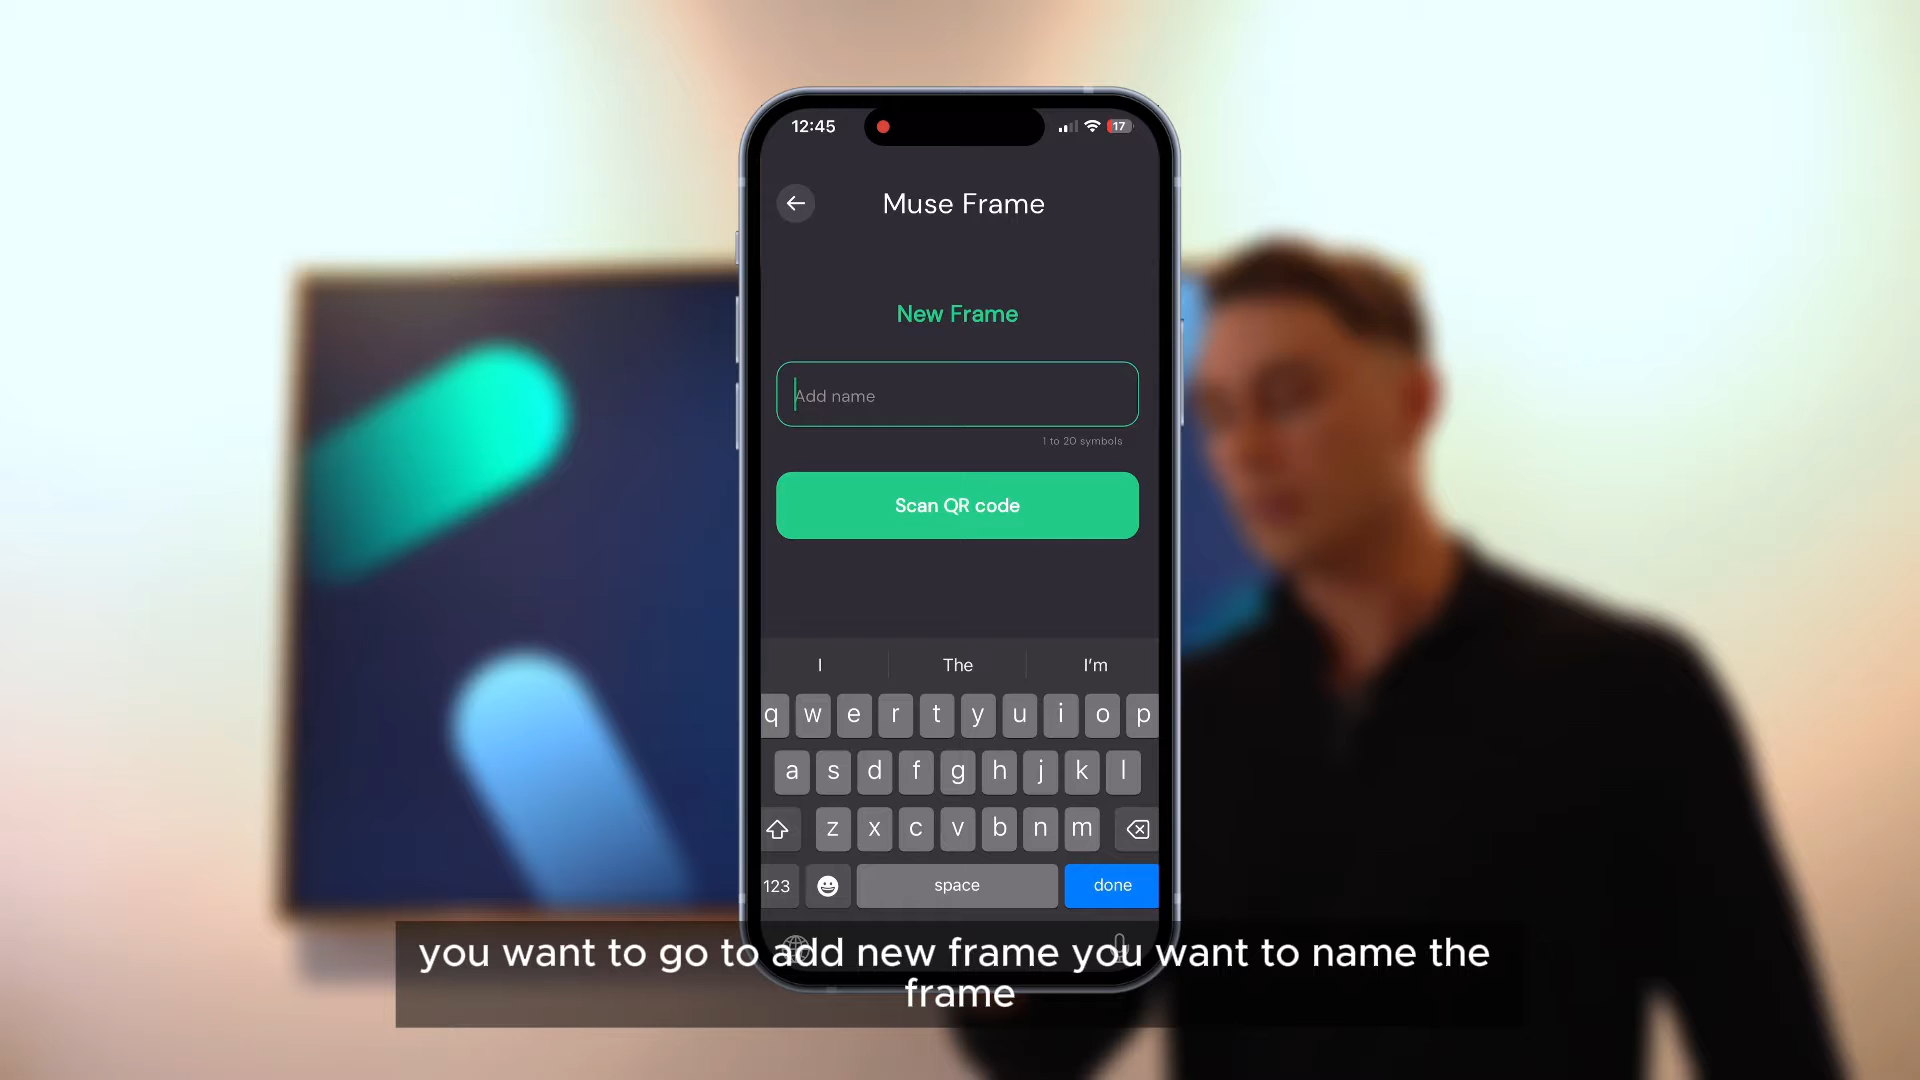 12:45
17
Muse Frame
New Frame
Add name
1 to 20 symbols
Scan QR code
I The I'm
q w e r t y u i o p
a s d f g h j k l
z x c v b n m
123 space done
you want to go to add new frame you want to name the
frame